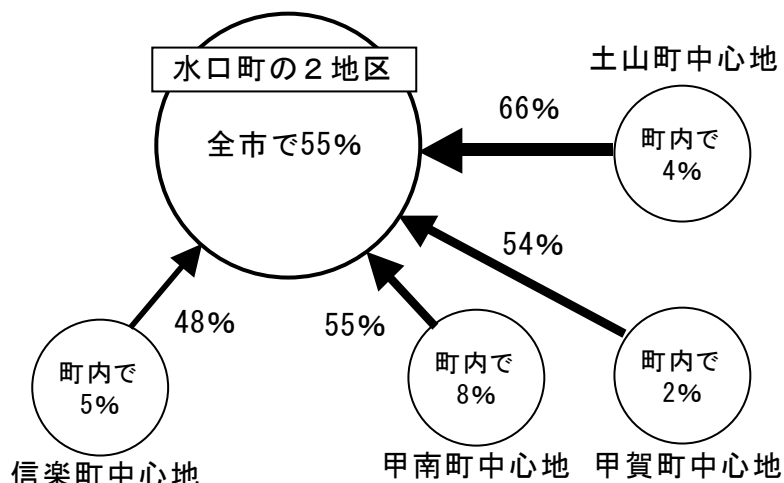 水口町の２地区
全市で55%
土山町中心地
66%
町内で
4%
54%
48%
55%
町内で
5%
町内で
8%
町内で
2%
信楽町中心地
甲南町中心地
甲賀町中心地